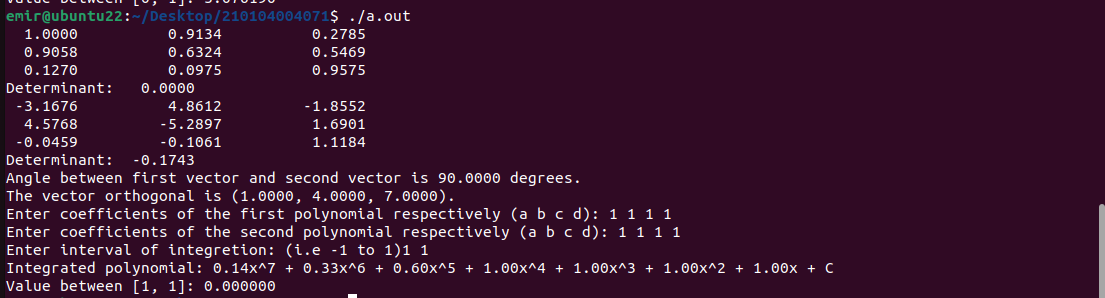 value between [0, 1]: 3.076190
emir@ubuntu22:~/Desktop/210104004071$ ./a.out
1.0000 0.9134 0.2785
0.9058 0.6324 0.5469
0.1270 0.0975 0.9575
Determinant: 0.0000
-3.1676 4.8612 -1.8552
4.5768 -5.2897 1.6901
-0.0459 -0.1061 1.1184
Determinant: -0.1743
Angle between first vector and second vector is 90.0000 degrees.
The vector orthogonal is (1.0000, 4.0000, 7.0000).
Enter coefficients of the first polynomial respectively (a b c d): 1 1 1 1
Enter coefficients of the second polynomial respectively (a b c d): 1 1 1 1
Enter interval of integretion: (i.e -1 to 1)1 1
Integrated polynomial: 0.14x^7 + 0.33x^6 + 0.60x^5 + 1.00x^4 + 1.00x^3 + 1.00x^2 + 1.00x + C
Value between [1, 1]: 0.000000